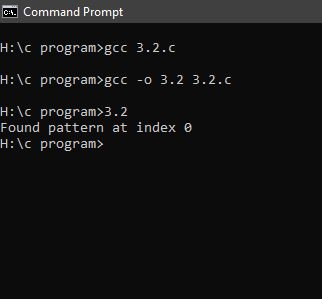 Command Prompt
H:\c program>gcc 3.2.c
H:\c program>gcc -o 3.2 3.2.c
H:\c program>3.2
Found pattern at index 0
H:\c program>